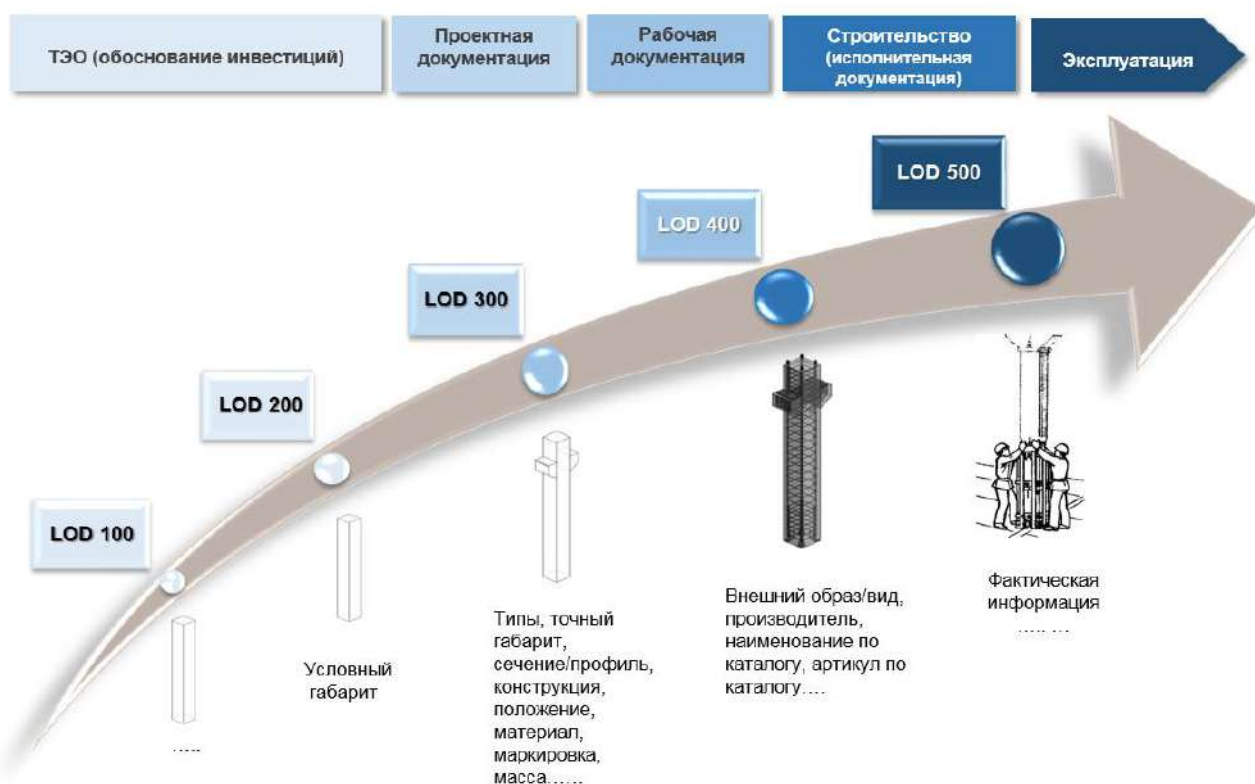 ТЭО (обоснование инвестиций)
Проектная
документация
Рабочая
документация
Строительство
(исполнительная
документация)
Эксплуатация
LOD 500
LOD 400
LOD 300
LOD 200
LOD 100
.....
Условный
габарит
Типы, точный
габарит,
сечение/профиль,
конструкция,
положение,
материал,
маркировка,
масса......
Внешний образ/вид,
производитель,
наименование по
каталогу, артикул по
каталогу....
Фактическая
информация
...... ...